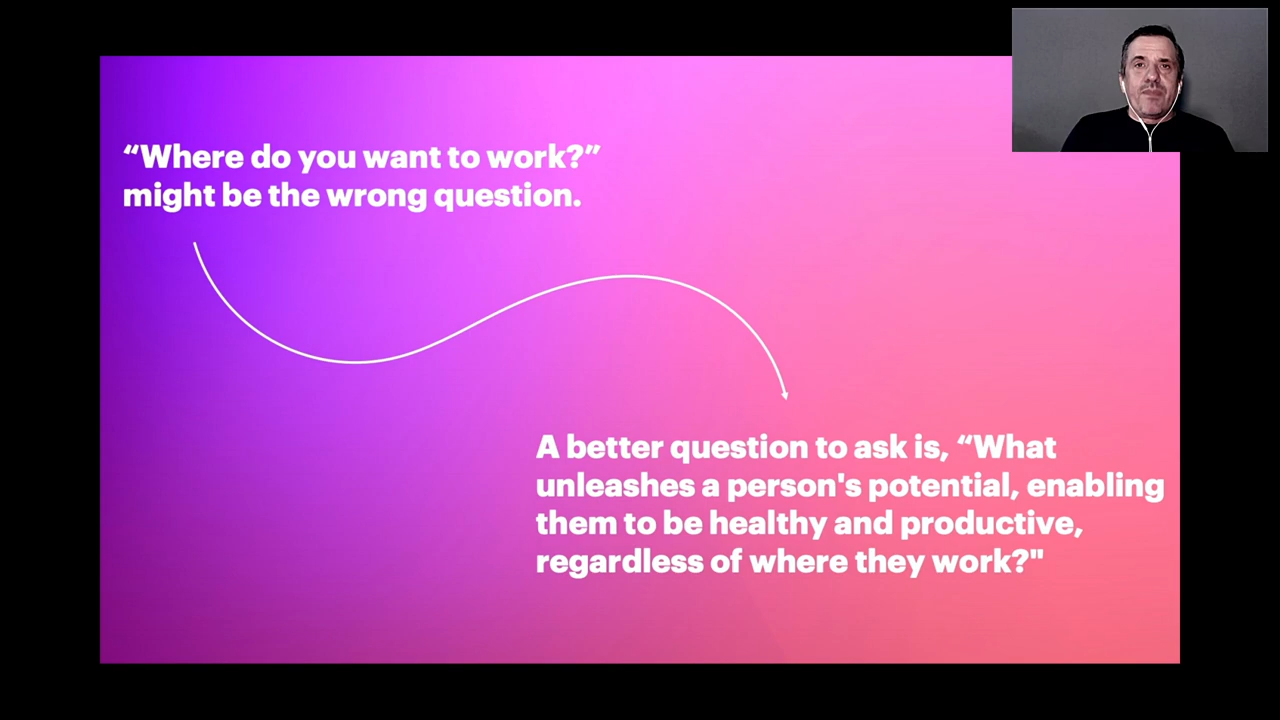 “Where do you want to work?”
might be the wrong question.
A better question to ask is, “What
unleashes a person's potential, enabling
them to be healthy and productive,
regardless of where they work?"